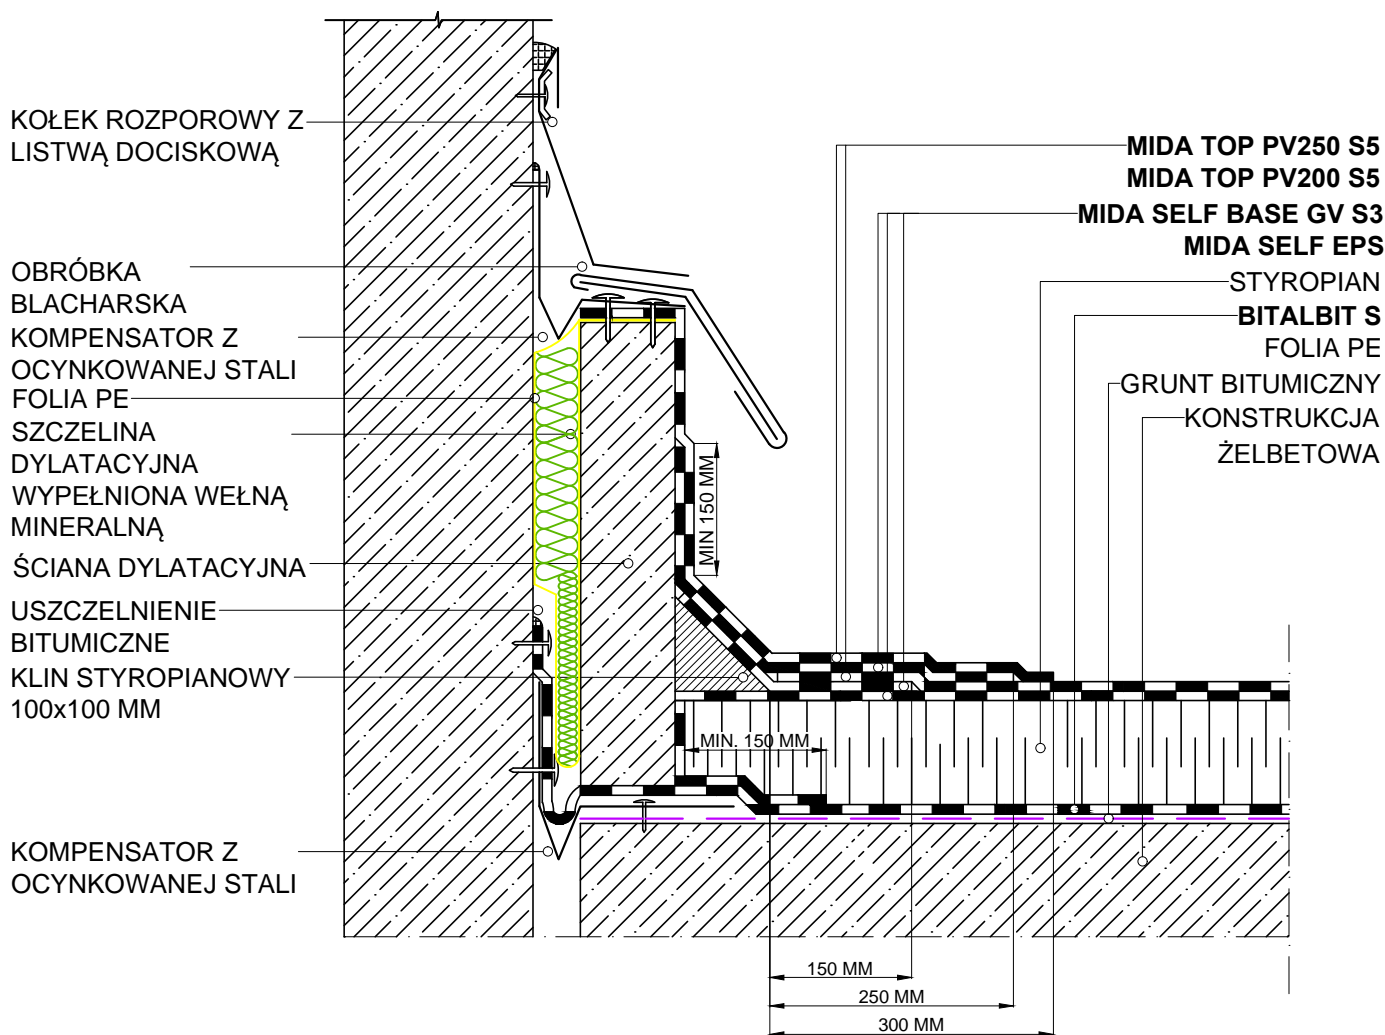 KOŁEK ROZPOROWY Z
LISTWĄ DOCISKOWĄ
OBRÓBKA
BLACHARSKA
KOMPENSATOR Z
OCYNKOWANEJ STALI
FOLIA PE
SZCZELINA
DYLATACYJNA
WYPEŁNIONA WEŁNĄ
MINERALNĄ
ŚCIANA DYLATACYJNA
USZCZELNIENIE
BITUMICZNE
KLIN STYROPIANOWY
100x100 MM
KOMPENSATOR Z
OCYNKOWANEJ STALI
MIDA TOP PV250 S5
MIDA TOP PV200 S5
MIDA SELF BASE GV S3
MIDA SELF EPS
STYROPIAN
BITALBIT S
FOLIA PE
GRUNT BITUMICZNY
KONSTRUKCJA
ŻELBETOWA
MIN 150 MM
MIN. 150 MM
150 MM
250 MM
300 MM